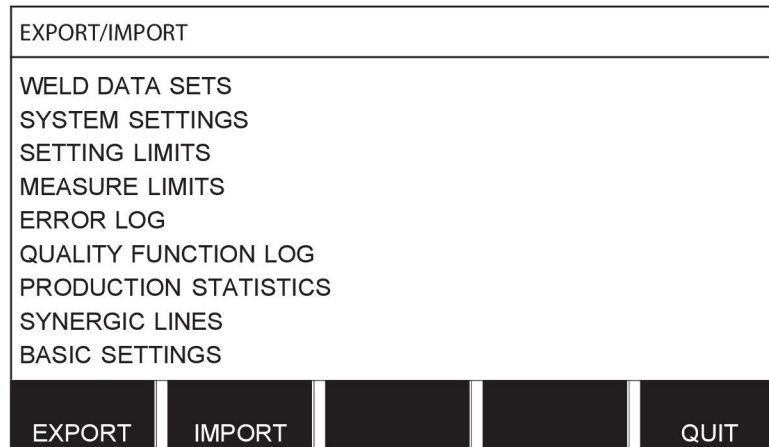 EXPORT/IMPORT
WELD DATA SETS
SYSTEM SETTINGS
SETTING LIMITS
MEASURE LIMITS
ERROR LOG
QUALITY FUNCTION LOG
PRODUCTION STATISTICS
SYNERGIC LINES
BASIC SETTINGS
EXPORT IMPORT QUIT